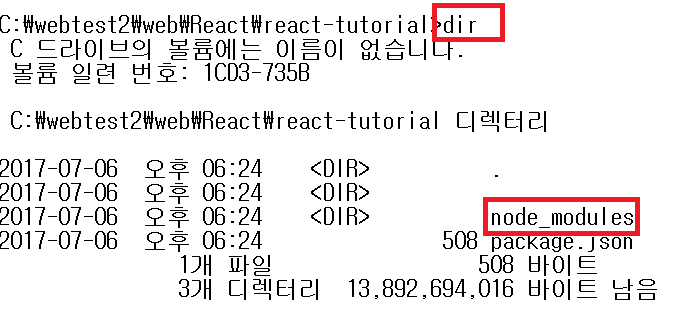 C:\webtest2\web\React\react-tutorial>dir
C 드라이브의 볼륨에는 이름이 없습니다.
볼륨 일련 번호: 1CD3-735B
C:\webtest2\web\React\react-tutorial 디렉터리
2017-07-06 오후 06:24 <DIR> .
2017-07-06 오후 06:24 <DIR>
2017-07-06 오후 06:24 <DIR> node_modules
2017-07-06 오후 06:24 508 package.json
1개 파일 508 바이트
3개 디렉터리 13,892,694,016 바이트 남음